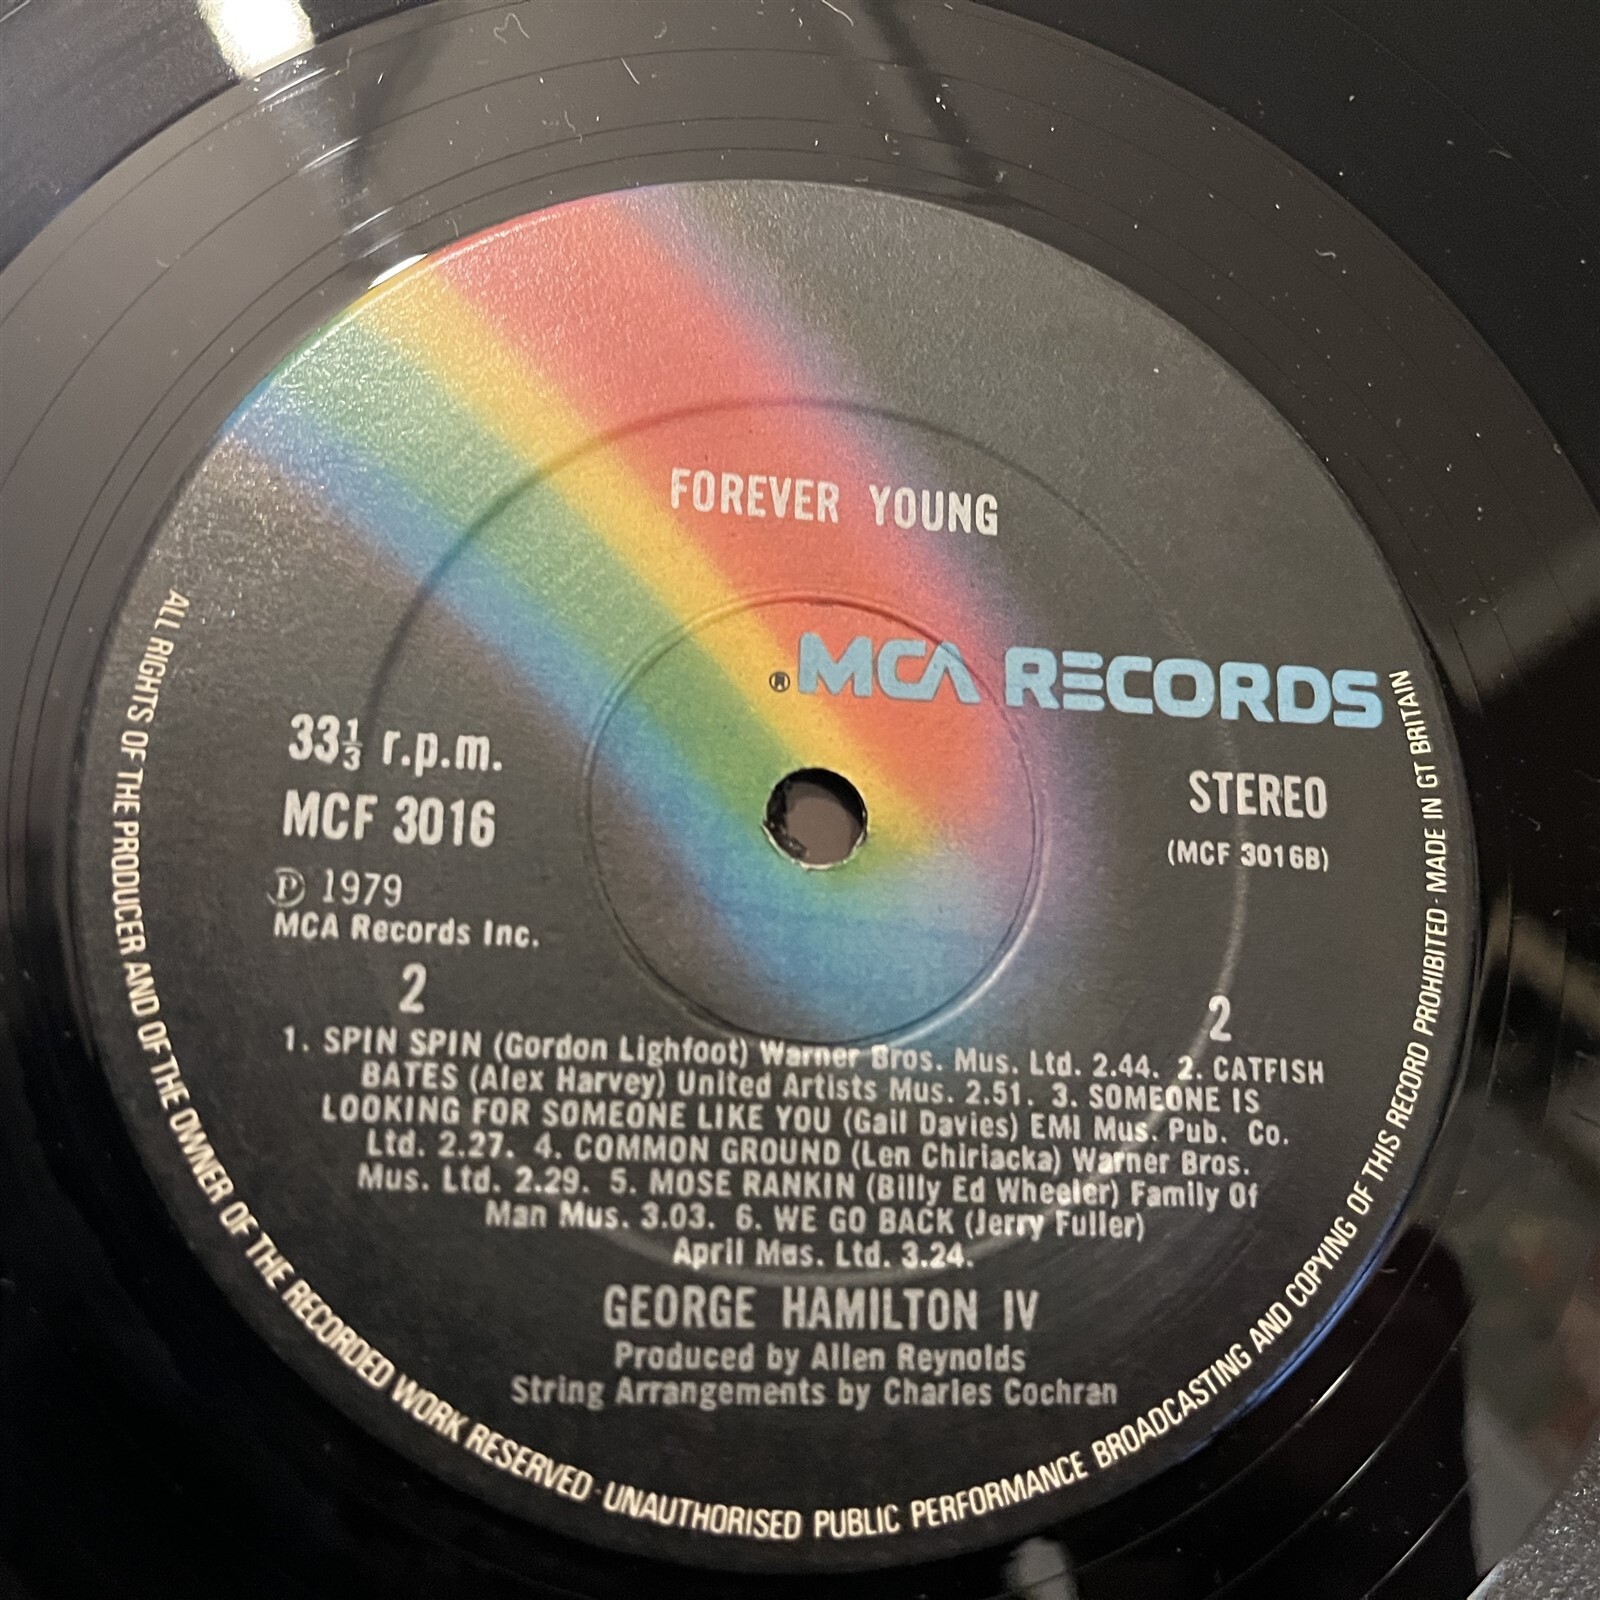 FOREVER YOUNG
® MCA RECORDS
33⅓ r.p.m.
MCF 3016
Ⓟ 1979
MCA Records Inc.
STEREO
(MCF 3016B)
2
2
1. SPIN SPIN (Gordon Lighfoot) Warner Bros. Mus. Ltd. 2.44. 2. CATFISH
BATES (Alex Harvey) United Artists Mus. 2.51. 3. SOMEONE IS
LOOKING FOR SOMEONE LIKE YOU (Gail Davies) EMI Mus. Pub. Co.
Ltd. 2.27. 4. COMMON GROUND (Len Chiriacka) Warner Bros.
Mus. Ltd. 2.29. 5. MOSE RANKIN (Billy Ed Wheeler) Family Of
Man Mus. 3.03. 6. WE GO BACK (Jerry Fuller)
April Mus. Ltd. 3.24.
GEORGE HAMILTON IV
Produced by Allen Reynolds
String Arrangements by Charles Cochran
ALL RIGHTS OF THE PRODUCER AND OF THE OWNER OF THE RECORDED WORK RESERVED · UNAUTHORISED PUBLIC PERFORMANCE BROADCASTING AND COPYING OF THIS RECORD PROHIBITED · MADE IN GT BRITAIN